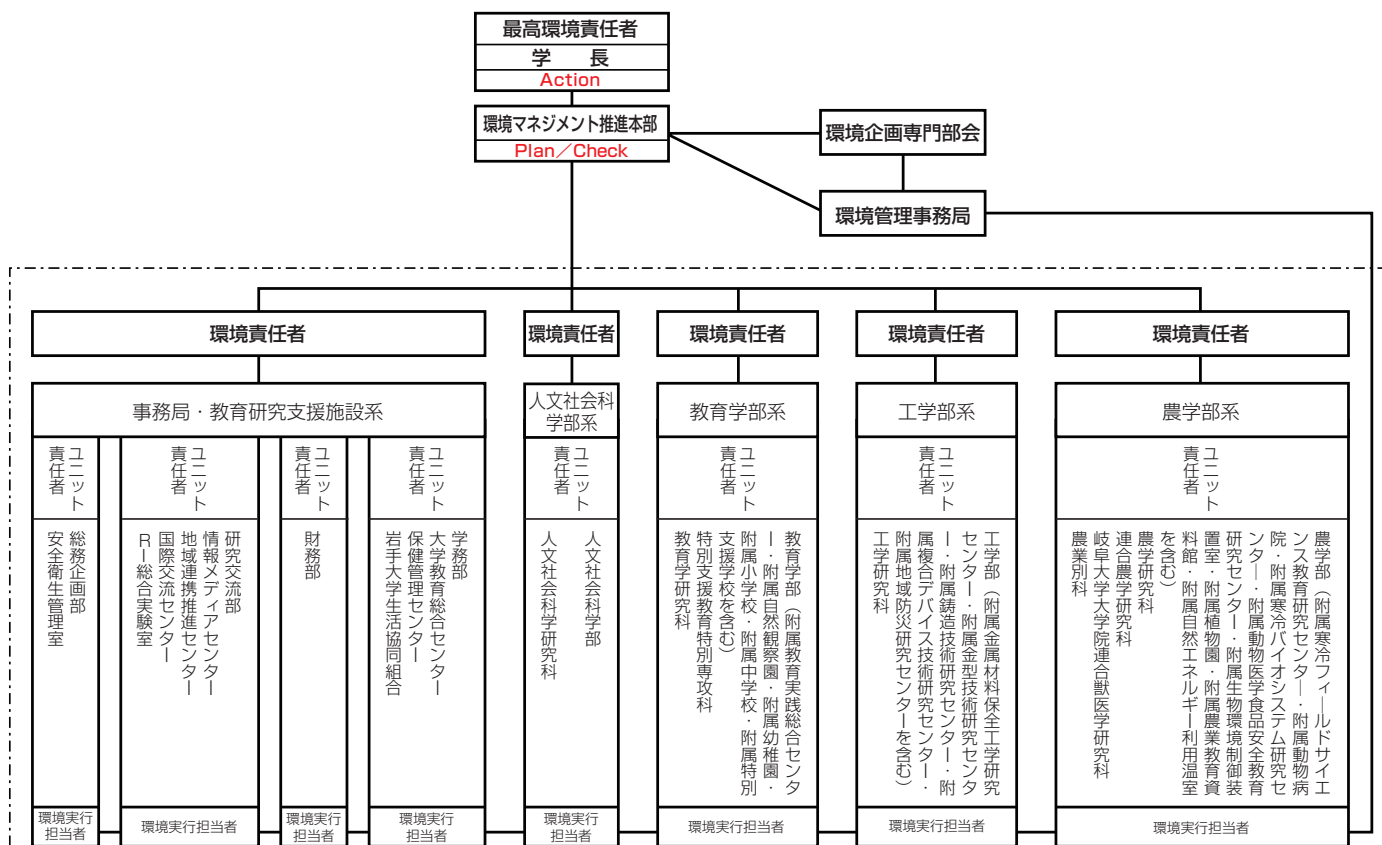 最高環境責任者
学　長
Action
環境マネジメント推進本部
Plan／Check
環境企画専門部会
環境管理事務局
環境責任者
環境責任者
環境責任者
環境責任者
環境責任者
事務局・教育研究支援施設系
人文社会科
学部系
教育学部系
工学部系
農学部系
ユニット
責任者
ユニット
責任者
ユニット
責任者
ユニット
責任者
ユニット
責任者
ユニット
責任者
ユニット
責任者
ユニット
責任者
総務企画部
安全衛生管理室
研究交流部
情報メディアセンター
地域連携推進センター
国際交流センター
RI総合実験室
財務部
学務部
大学教育総合センター
保健管理センター
岩手大学生活協同組合
人文社会科学部
人文社会科学研究科
教育学部（附属教育実践総合センタ
ー・附属自然観察園・附属幼稚園・
附属小学校・附属中学校・附属特別
支援学校を含む）
特別支援教育特別専攻科
教育学研究科
工学部（附属金属材料保全工学研究
センター・附属金型技術研究センタ
ー・附属鋳造技術研究センター・附
属複合デバイス技術研究センター・
附属地域防災研究センターを含む）
工学研究科
農学部（附属寒冷フィールドサイエ
ンス教育研究センター・附属動物病
院・附属寒冷バイオシステム研究セ
ンター・附属動物医学食品安全教育
研究センター・附属生物環境制御装
置室・附属植物園・附属農業教育資
料館・附属自然エネルギー利用温室
を含む）
農学研究科
連合農学研究科
岐阜大学大学院連合獣医学研究科
農業別科
環境実行
担当者
環境実行担当者
環境実行
担当者
環境実行
担当者
環境実行
担当者
環境実行担当者
環境実行担当者
環境実行担当者